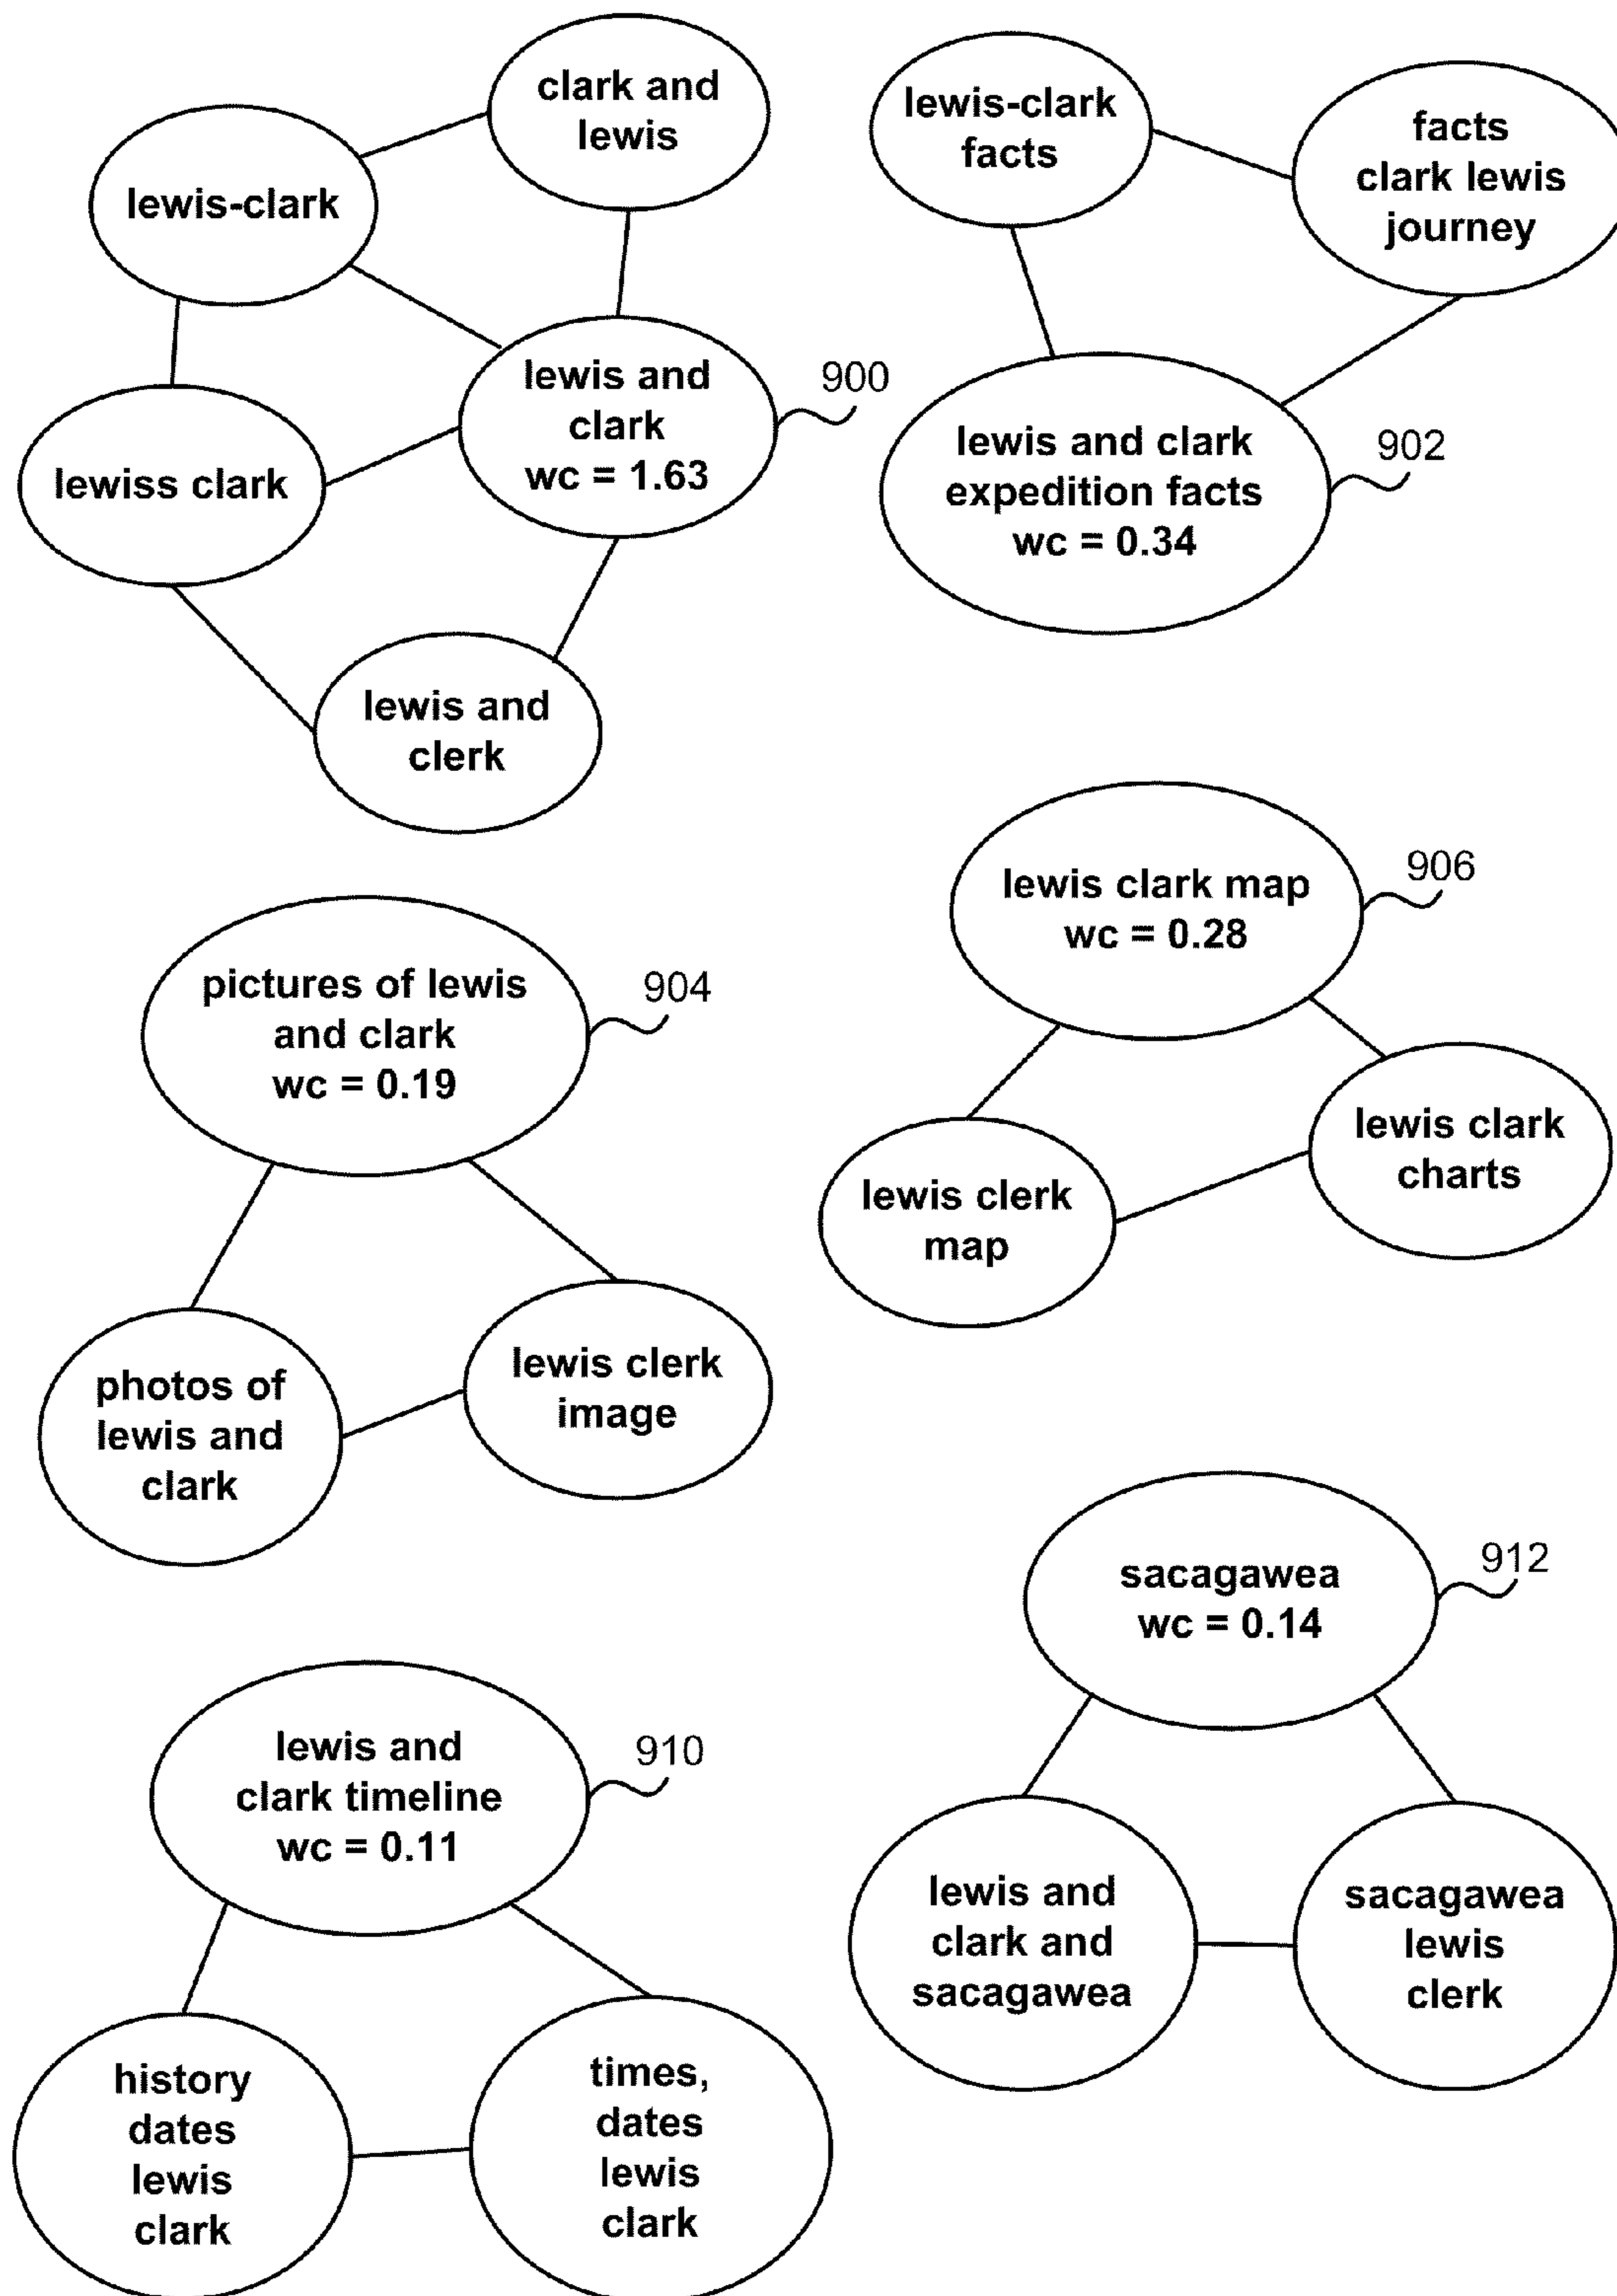 clark and
lewis
lewis-clark
lewis and
clark
wc = 1.63
900
lewiss clark
lewis and
clerk
lewis-clark
facts
facts
clark lewis
journey
lewis and clark
expedition facts
wc = 0.34
902
pictures of lewis
and clark
wc = 0.19
904
photos of
lewis and
clark
lewis clerk
image
lewis clark map
wc = 0.28
906
lewis clerk
map
lewis clark
charts
lewis and
clark timeline
wc = 0.11
910
history
dates
lewis
clark
times,
dates
lewis
clark
sacagawea
wc = 0.14
912
lewis and
clark and
sacagawea
sacagawea
lewis
clerk